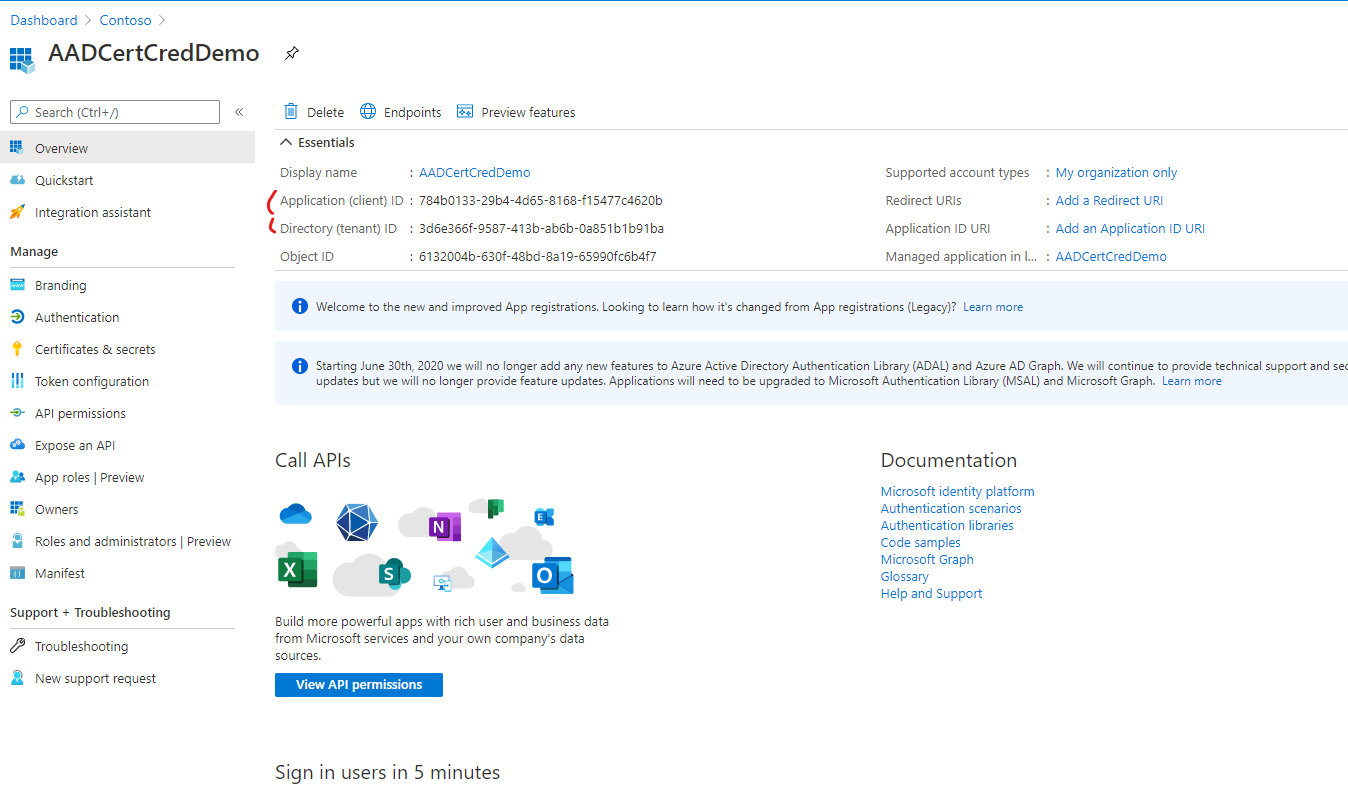 Dashboard > Contoso >
AADCertCredDemo
Search (Ctrl+/) «
Overview
Quickstart
Integration assistant
Manage
Branding
Authentication
Certificates & secrets
Token configuration
API permissions
Expose an API
App roles | Preview
Owners
Roles and administrators | Preview
Manifest
Support + Troubleshooting
Troubleshooting
New support request
Delete Endpoints Preview features
Essentials
Display name : AADCertCredDemo
Application (client) ID : 784b0133-29b4-4d65-8168-f15477c4620b
Directory (tenant) ID : 3d6e366f-9587-413b-ab6b-0a851b1b91ba
Object ID : 6132004b-630f-48bd-8a19-65990fc6b4f7
Supported account types : My organization only
Redirect URIs : Add a Redirect URI
Application ID URI : Add an Application ID URI
Managed application in l... : AADCertCredDemo
Welcome to the new and improved App registrations. Looking to learn how it's changed from App registrations (Legacy)? Learn more
Starting June 30th, 2020 we will no longer add any new features to Azure Active Directory Authentication Library (ADAL) and Azure AD Graph. We will continue to provide technical support and sec
updates but we will no longer provide feature updates. Applications will need to be upgraded to Microsoft Authentication Library (MSAL) and Microsoft Graph. Learn more
Call APIs
N
E
X
S
O
Build more powerful apps with rich user and business data
from Microsoft services and your own company's data
sources.
View API permissions
Documentation
Microsoft identity platform
Authentication scenarios
Authentication libraries
Code samples
Microsoft Graph
Glossary
Help and Support
Sign in users in 5 minutes